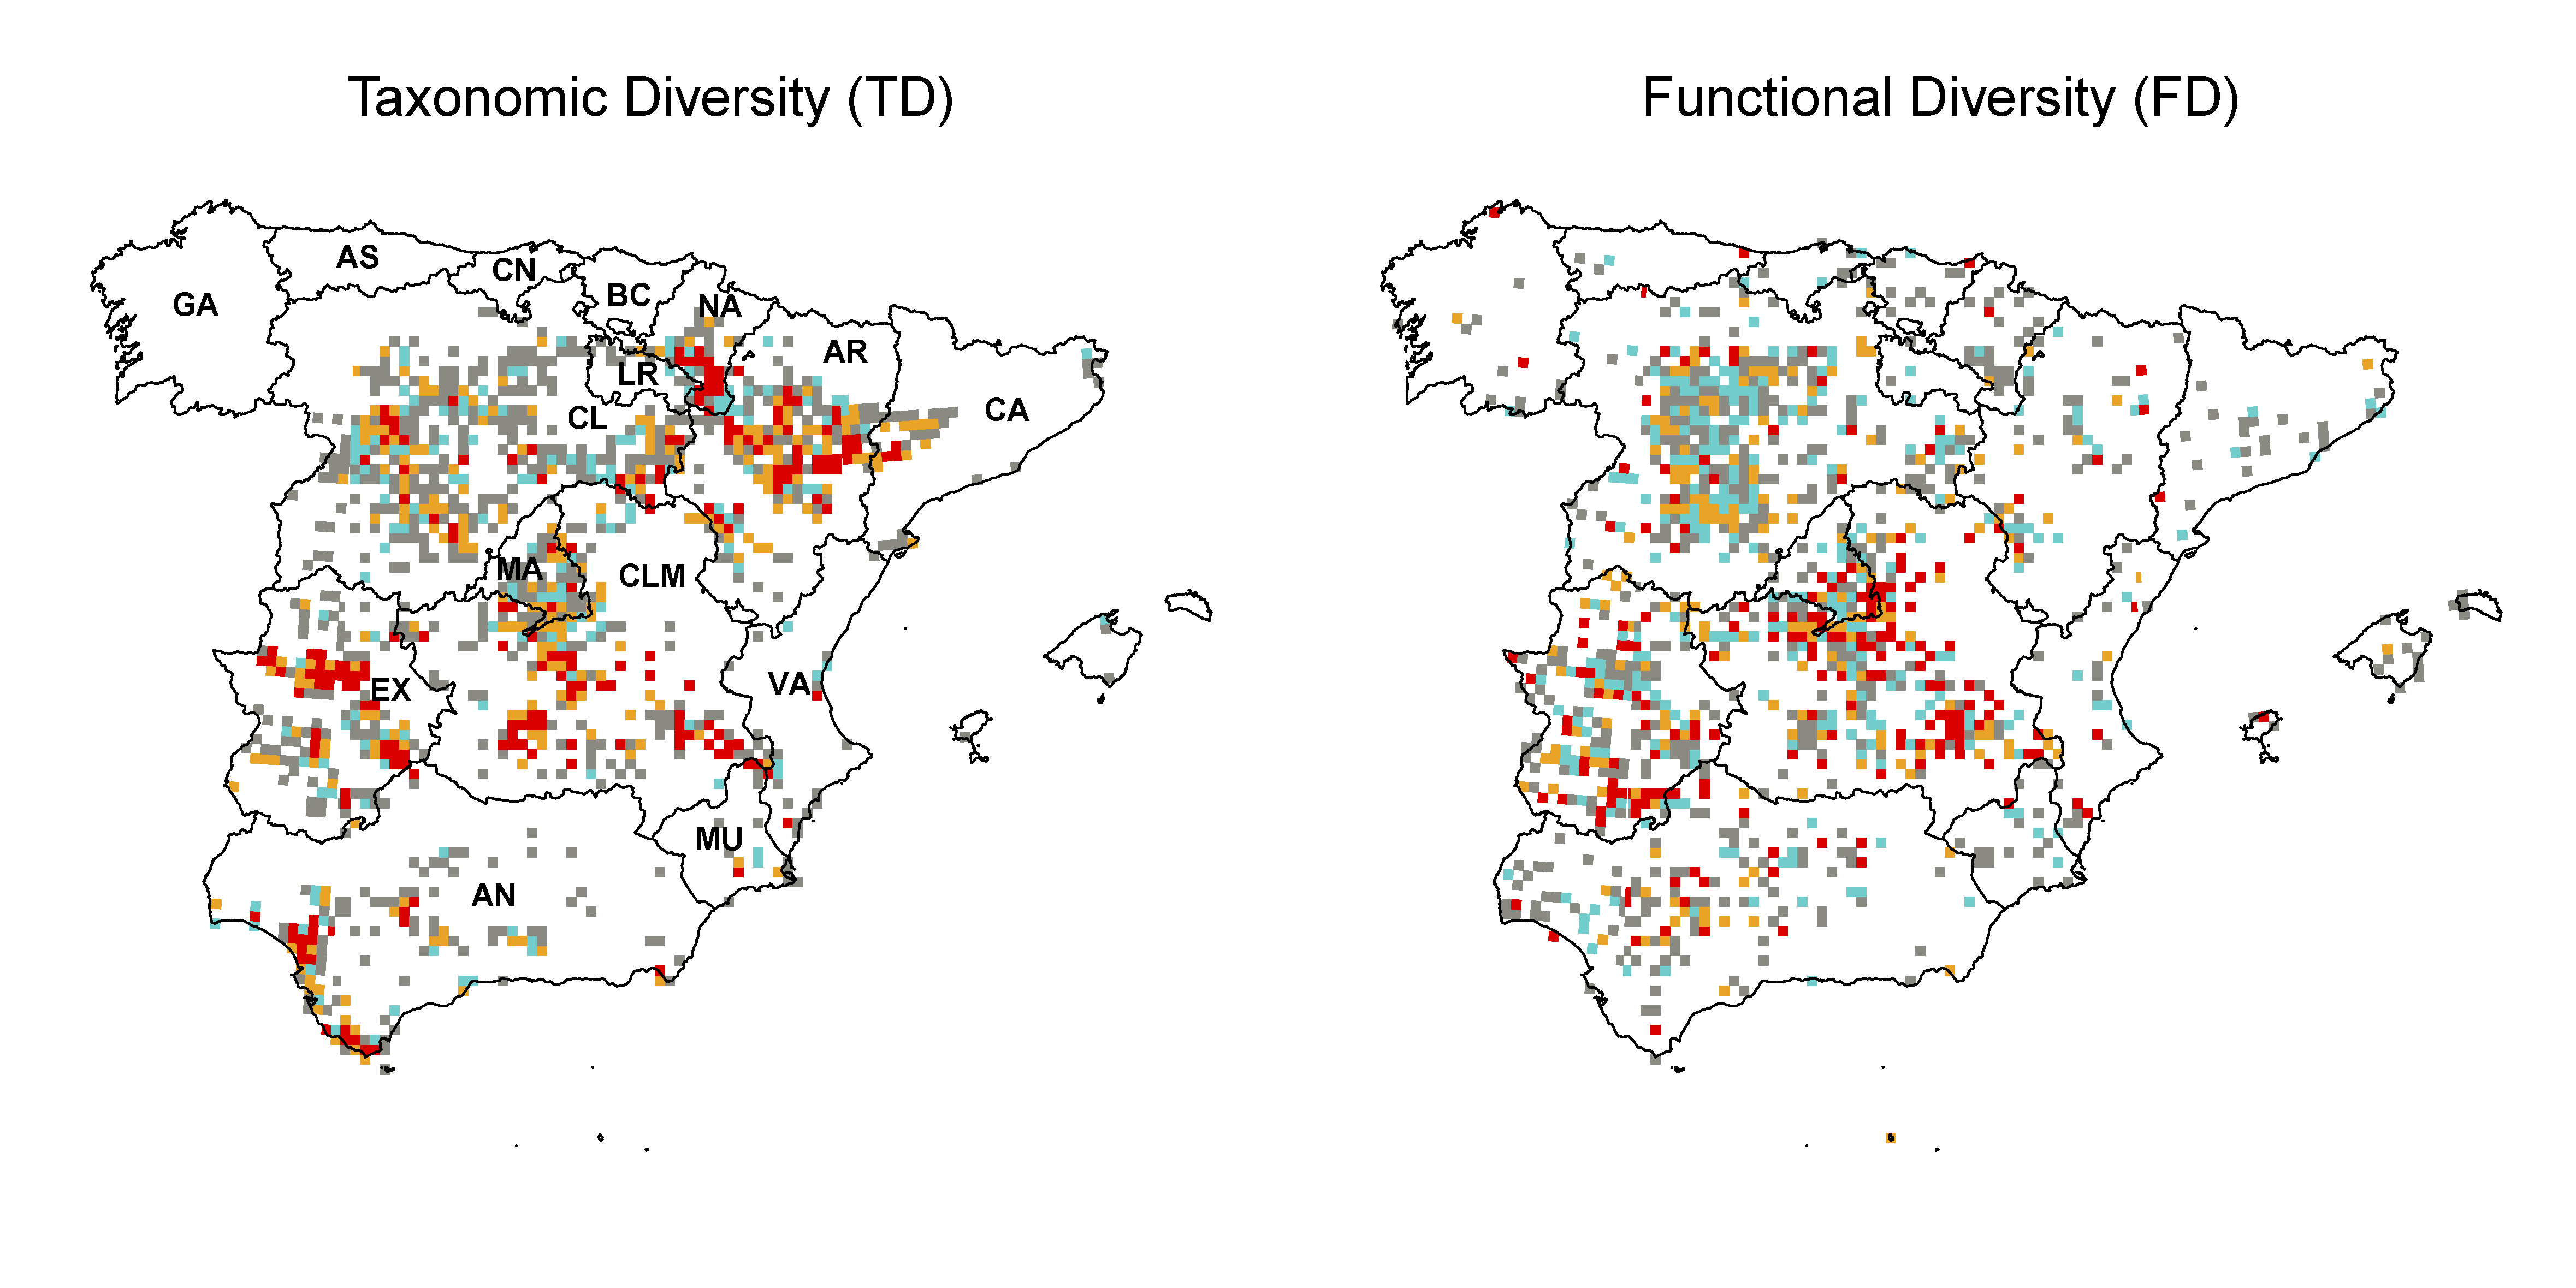 Taxonomic Diversity (TD)
Functional Diversity (FD)
AS
CN
GA
BC
NA
AR
LR
CL
CA
MA
CLM
EX
VA
MU
AN